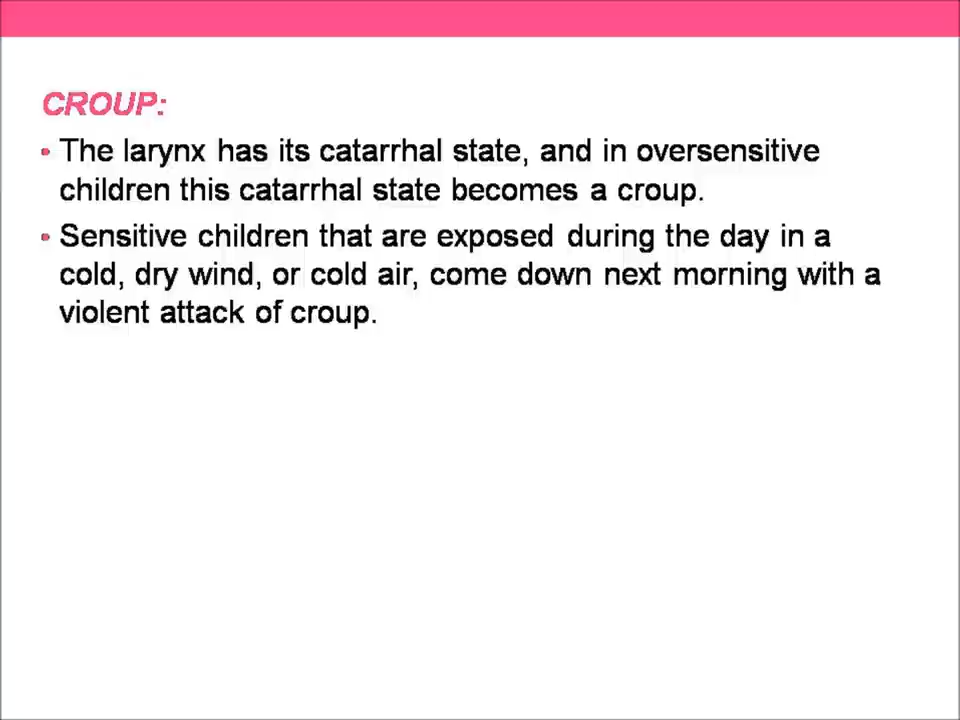 CROUP:
• The larynx has its catarrhal state, and in oversensitive
children this catarrhal state becomes a croup.
• Sensitive children that are exposed during the day in a
cold, dry wind, or cold air, come down next morning with a
violent attack of croup.